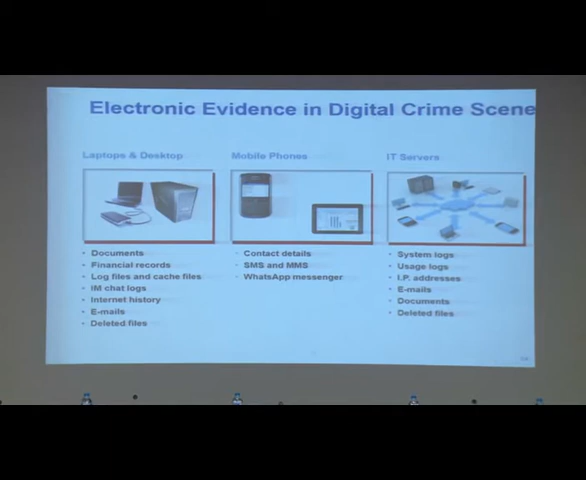 Electronic Evidence in Digital Crime Scene
Laptops & Desktop
Documents
Financial records
Log files and cache files
IM chat logs
Internet history
E-mails
Deleted files
Mobile Phones
Contact details
SMS and MMS
WhatsApp messenger
IT Servers
System logs
Usage logs
I.P. addresses
E-mails
Documents
Deleted files